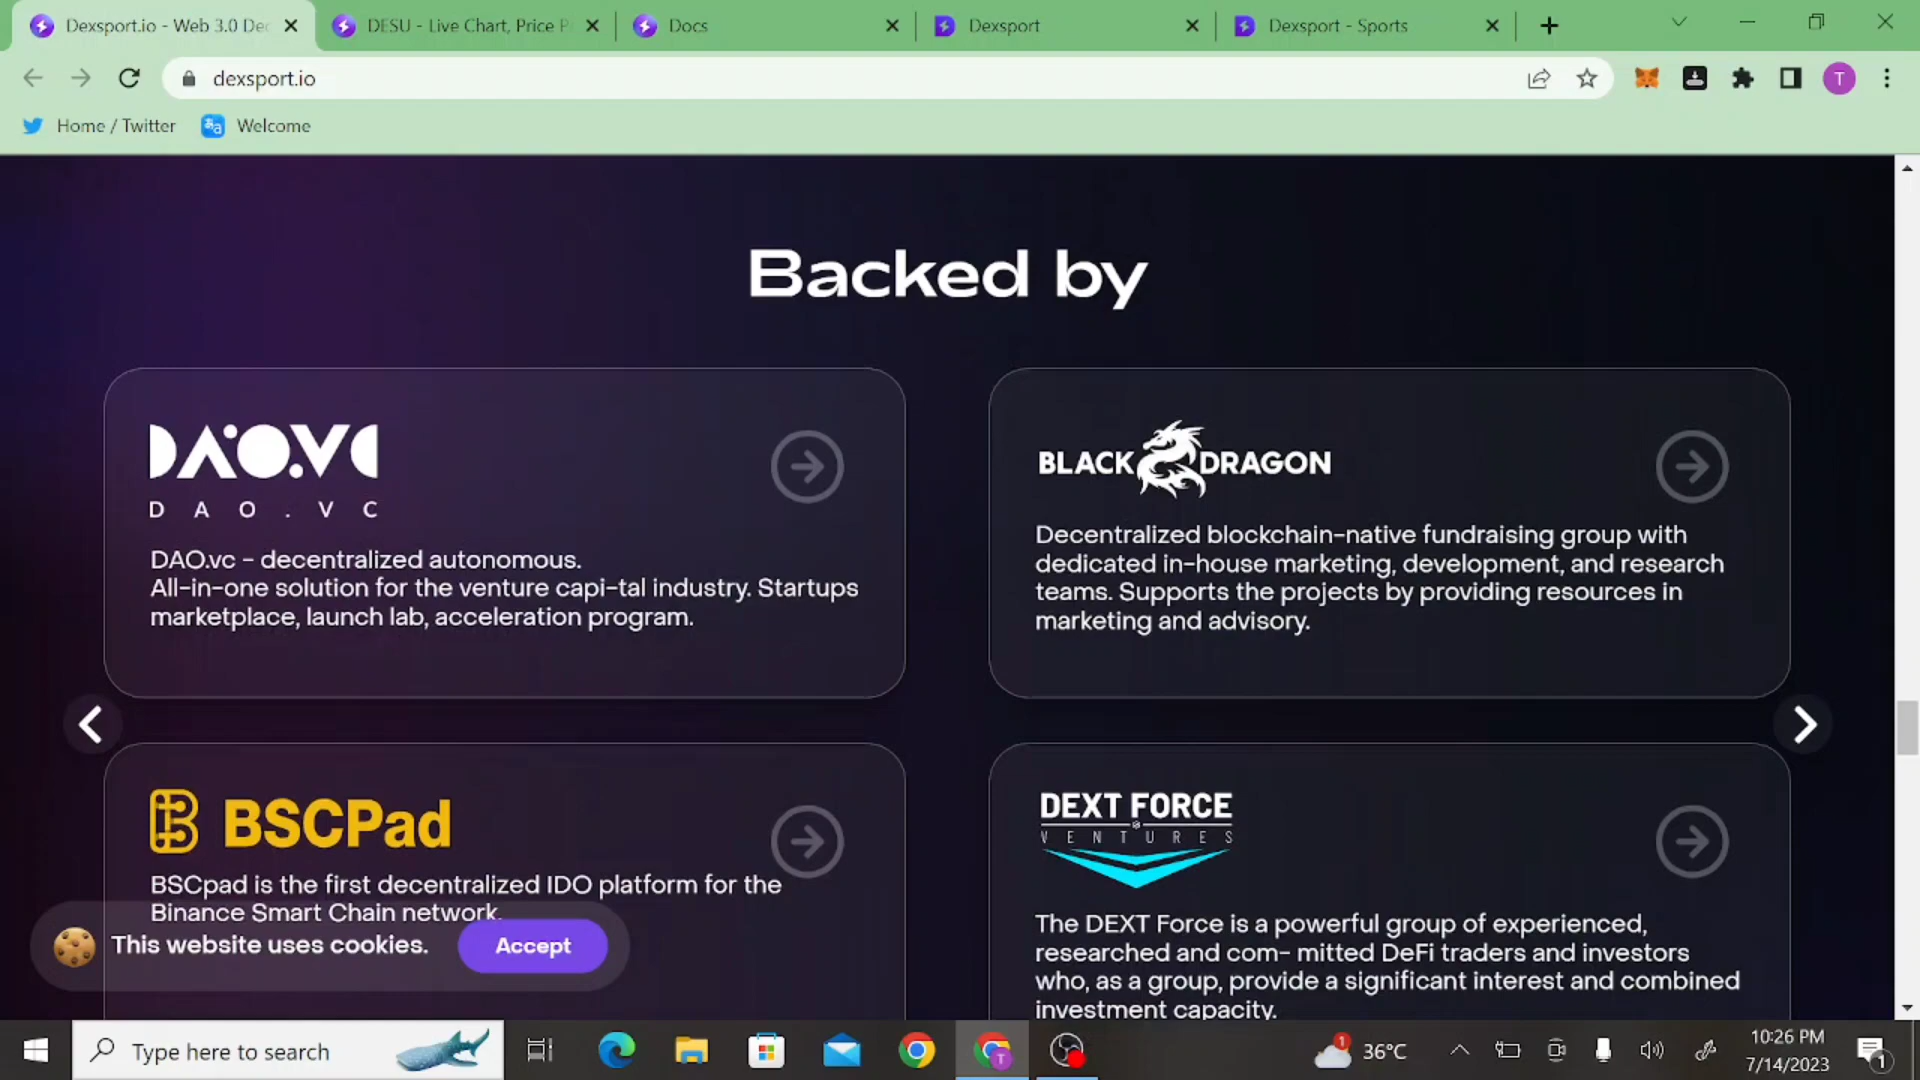 Dexsport.io - Web 3.0 Dec
DESU - Live Chart, Price P
Docs
Dexsport
Dexsport - Sports
dexsport.io
T
Home / Twitter
Welcome
Backed by
DAO.VC
D A O . V C
DAO.vc - decentralized autonomous.
All-in-one solution for the venture capi-tal industry. Startups
marketplace, launch lab, acceleration program.
BLACK DRAGON
Decentralized blockchain-native fundraising group with
dedicated in-house marketing, development, and research
teams. Supports the projects by providing resources in
marketing and advisory.
BSCPad
BSCpad is the first decentralized IDO platform for the
Binance Smart Chain network.
DEXT FORCE
VENTURES
The DEXT Force is a powerful group of experienced,
researched and com- mitted DeFi traders and investors
who, as a group, provide a significant interest and combined
investment capacity.
This website uses cookies.
Accept
Type here to search
T
1
36°C
10:26 PM
7/14/2023
1